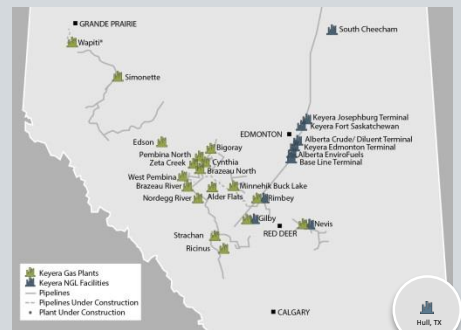 GRANDE PRAIRIE
Wapiti*
South Cheecham
Simonette
Keyera Josephburg Terminal
Keyera Fort Saskatchewan
EDMONTON
Alberta Crude/ Diluent Terminal
Keyera Edmonton Terminal
Alberta EnviroFuels
Base Line Terminal
Edson
Bigoray
Pembina North
Zeta Creek
Cynthia
Brazeau North
West Pembina
Brazeau River
Minnehik Buck Lake
Nordegg River
Alder Flats
Rimbey
Gilby
RED DEER
Nevis
Strachan
Ricinus
Keyera Gas Plants
Keyera NGL Facilities
Pipelines
Pipelines Under Construction
* Plant Under Construction
CALGARY
Hull, TX